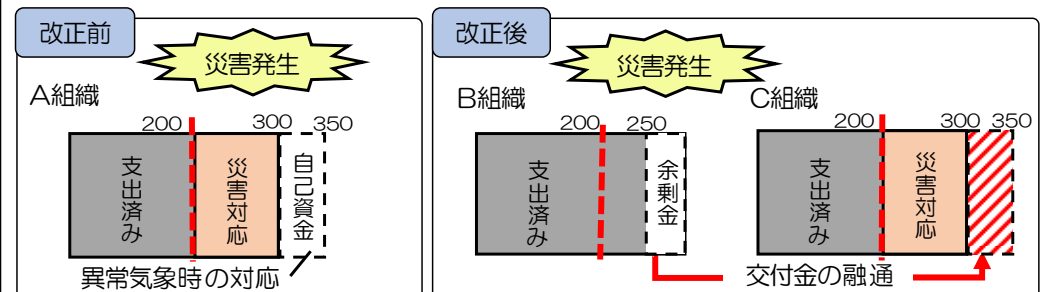 改正前
災害発生
A組織
200
300
350
支出済み
災害対応
自己資金
異常気象時の対応
改正後
災害発生
B組織
200
250
支出済み
余剰金
C組織
200
300
350
支出済み
災害対応
交付金の融通